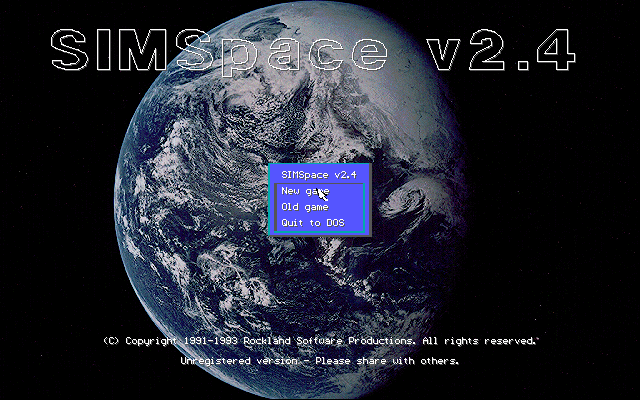 SIMSpace v2.4
SIMSpace v2.4
New game
Old game
Quit to DOS
(C) Copyright 1991-1993 Rockland Software Productions. All rights reserved.
Unregistered version - Please share with others.